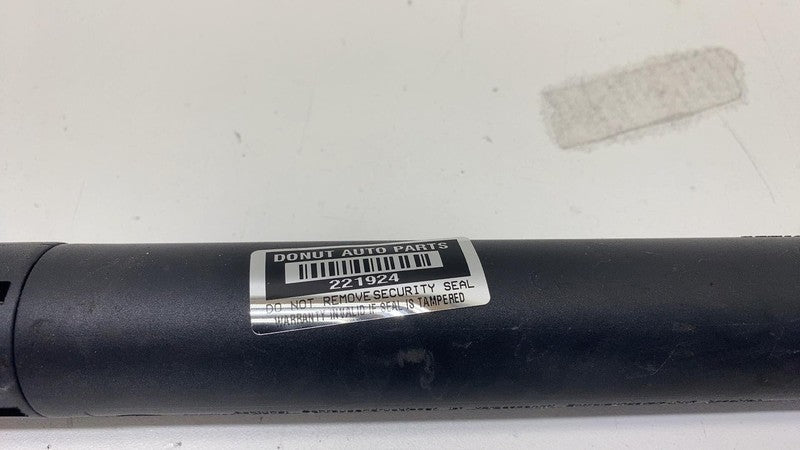 DONUT AUTO PARTS
221924
DO NOT REMOVE SECURITY SEAL
WARRANTY INVALID IF SEAL IS TAMPERED